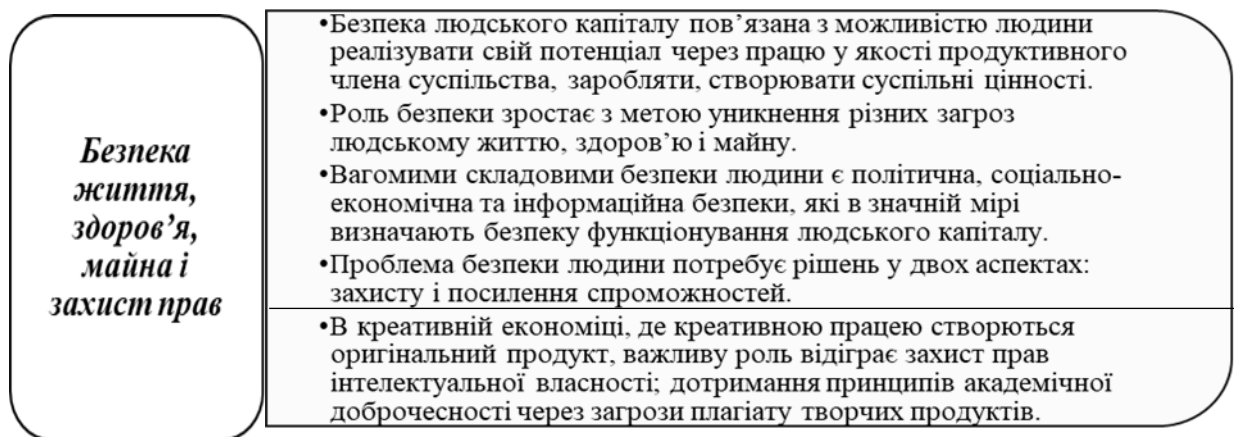 Безпека
життя,
здоров’я,
майна і
захист прав
•Безпека людського капіталу пов’язана з можливістю людини
реалізувати свій потенціал через працю у якості продуктивного
члена суспільства, заробляти, створювати суспільні цінності.
•Роль безпеки зростає з метою уникнення різних загроз
людському життю, здоров’ю і майну.
•Вагомими складовими безпеки людини є політична, соціально-
економічна та інформаційна безпеки, які в значній мірі
визначають безпеку функціонування людського капіталу.
•Проблема безпеки людини потребує рішень у двох аспектах:
захисту і посилення спроможностей.
•В креативній економіці, де креативною працею створються
оригінальний продукт, важливу роль відіграє захист прав
інтелектуальної власності; дотримання принципів академічної
доброчесності через загрози плагіату творчих продуктів.